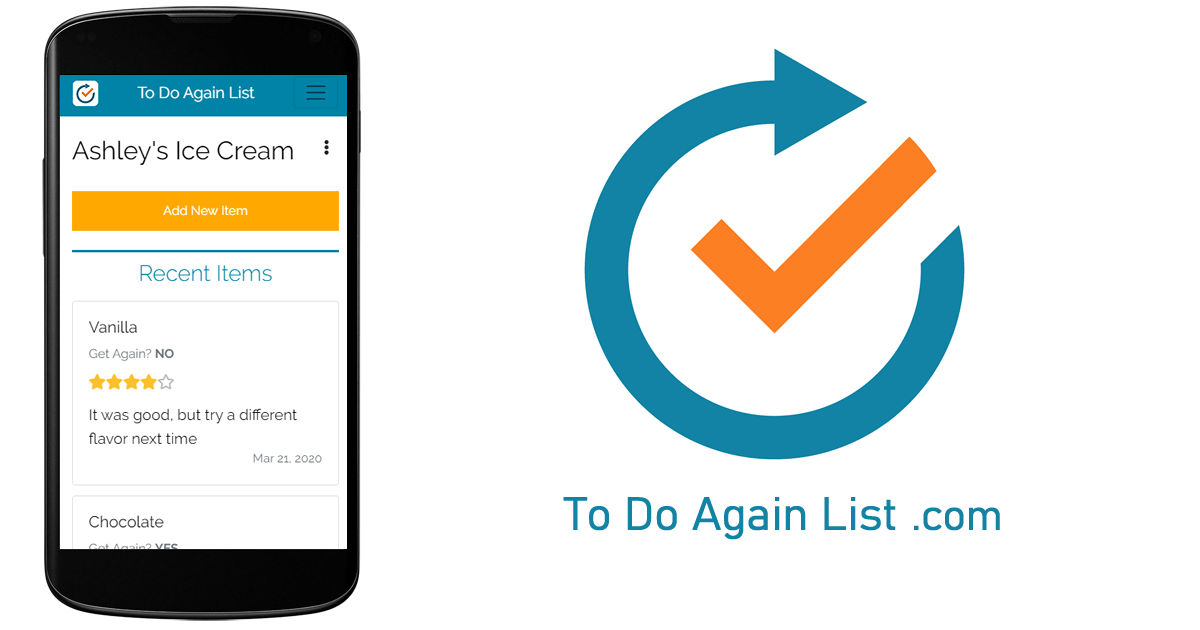 To Do Again List
Ashley's Ice Cream
Add New Item
Recent Items
Vanilla
Get Again? NO
It was good, but try a different
flavor next time
Mar 21, 2020
Chocolate
Get Again? YES
To Do Again List .com